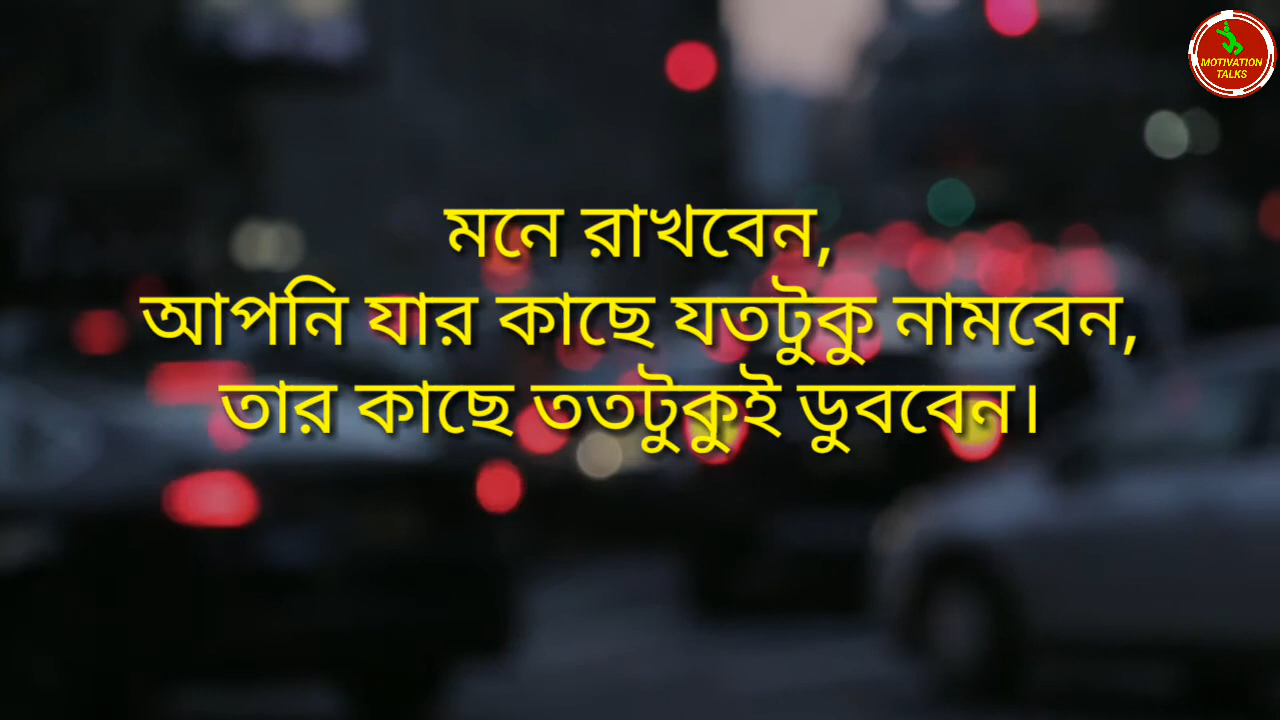 MOTIVATION
TALKS
মনে রাখবেন,
আপনি যার কাছে যতটুকু নামবেন,
তার কাছে ততটুকুই ডুববেন।